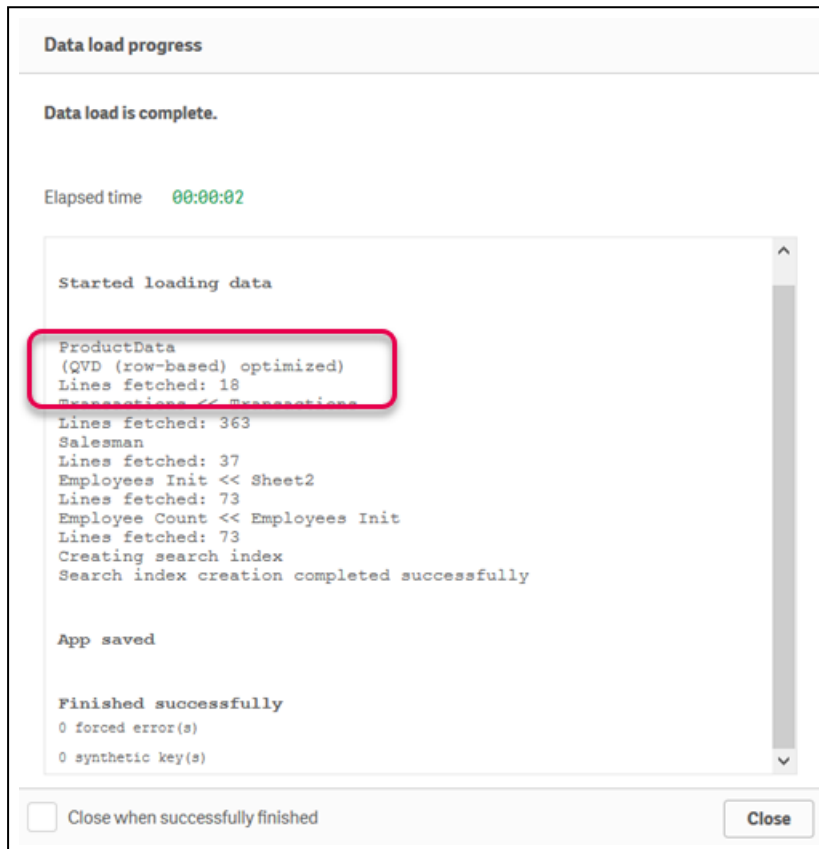 Data load progress
Data load is complete.
Elapsed time 00:00:02
Started loading data
ProductData
(QVD (row-based) optimized)
Lines fetched: 18
Transactions << Transactions
Lines fetched: 363
Salesman
Lines fetched: 37
Employees Init << Sheet2
Lines fetched: 73
Employee Count << Employees Init
Lines fetched: 73
Creating search index
Search index creation completed successfully
App saved
Finished successfully
0 forced error(s)
0 synthetic key(s)
Close when successfully finished
Close